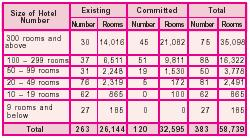 Size of Hotel Number Existing Committed Total
Number Rooms Number Rooms Number Rooms
300 rooms and above 30 14,016 45 21,082 75 35,098
100 – 299 rooms 37 6,511 51 9,811 88 16,322
50 – 99 rooms 31 2,248 19 1,530 50 3,778
20 – 49 rooms 76 2,319 5 172 81 2,491
10 – 19 rooms 62 865 0 0 62 865
9 rooms and below 27 185 0 0 27 185
Total 263 26,144 120 32,595 383 58,739